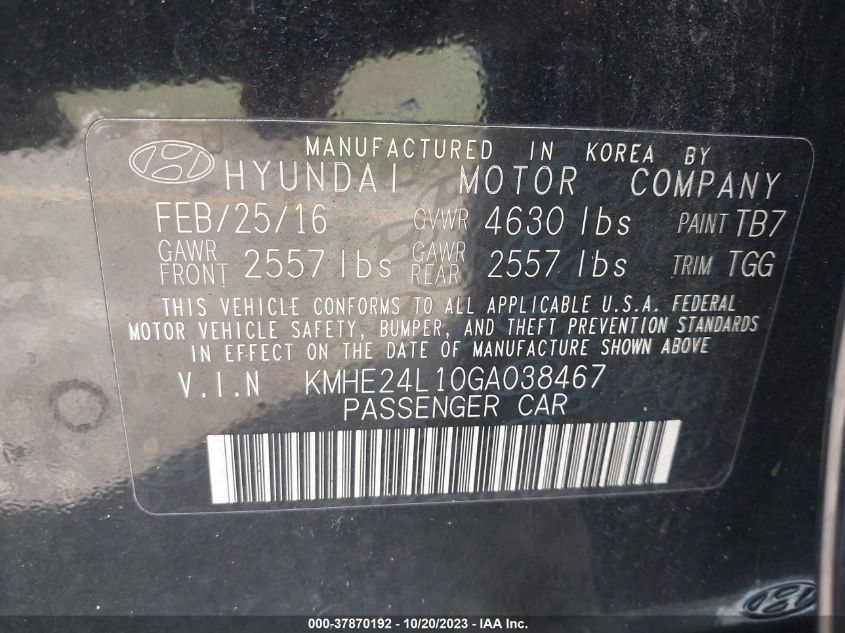 MANUFACTURED IN KOREA BY
HYUNDAI MOTOR COMPANY
FEB/25/16 GVWR 4630 lbs PAINT TB7
GAWR FRONT 2557 lbs GAWR REAR 2557 lbs TRIM TGG
THIS VEHICLE CONFORMS TO ALL APPLICABLE U.S.A. FEDERAL
MOTOR VEHICLE SAFETY, BUMPER, AND THEFT PREVENTION STANDARDS
IN EFFECT ON THE DATE OF MANUFACTURE SHOWN ABOVE
V.I.N KMHE24L10GA038467
PASSENGER CAR
000-37870192 - 10/20/2023 - IAA Inc.